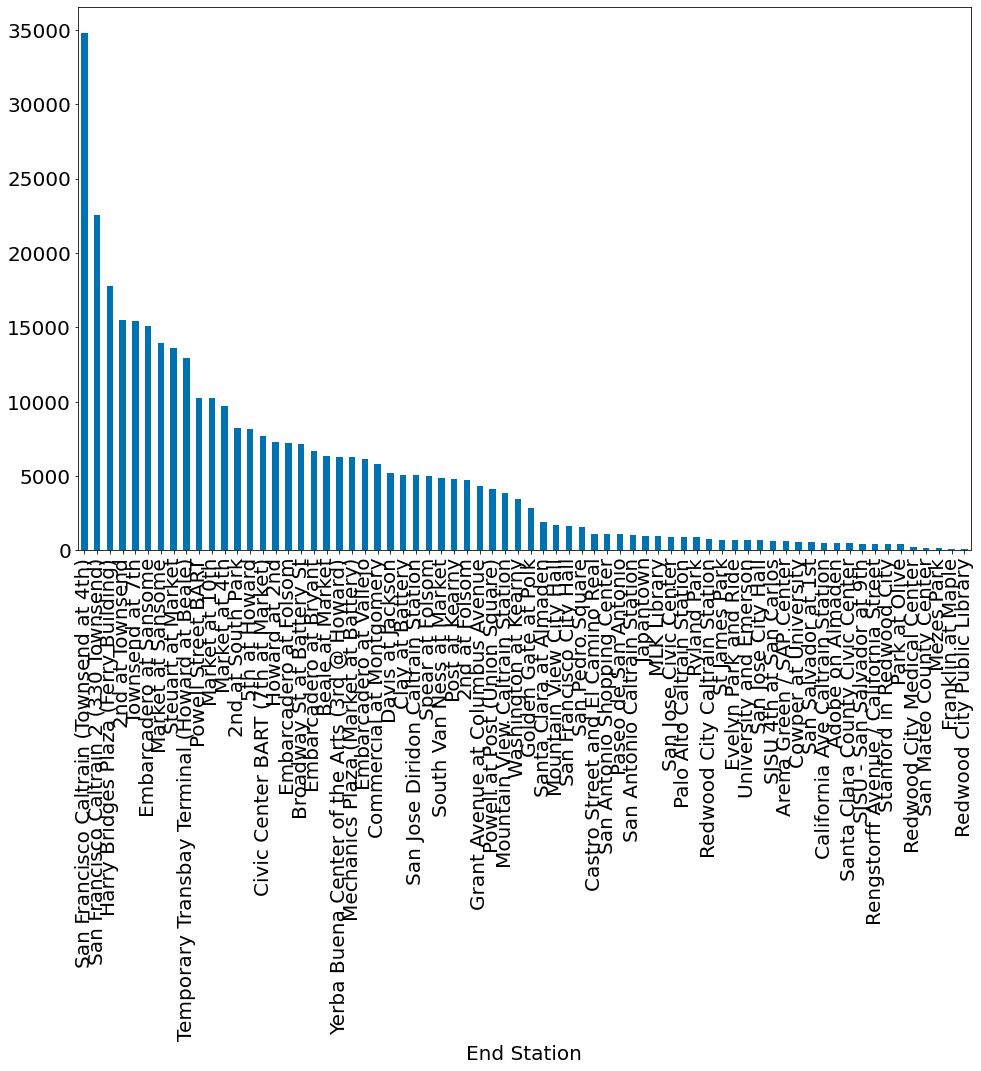 35000
30000
25000
20000
15000
10000
5000
0
San Francisco Caltrain (Townsend at 4th)
San Francisco Caltrain 2 (330 Townsend)
Harry Bridges Plaza (Ferry Building)
2nd at Townsend
Townsend at 7th
Embarcadero at Sansome
Market at Sansome
Steuart at Market
Temporary Transbay Terminal (Howard at Beale)
Powell Street BART
Market at 10th
Market at 4th
2nd at South Park
5th at Howard
Civic Center BART (7th at Market)
Howard at 2nd
Embarcadero at Folsom
Broadway St at Battery St
Embarcadero at Bryant
Beale at Market
Yerba Buena Center of the Arts (3rd @ Howard)
Mechanics Plaza (Market at Battery)
Embarcadero at Vallejo
Commercial at Montgomery
Davis at Jackson
Clay at Battery
San Jose Diridon Caltrain Station
Spear at Folsom
South Van Ness at Market
Post at Kearny
2nd at Folsom
Grant Avenue at Columbus Avenue
Powell at Post (Union Square)
Mountain View Caltrain Station
Washington at Kearny
Golden Gate at Polk
Santa Clara at Almaden
Mountain View City Hall
San Francisco City Hall
San Pedro Square
Castro Street and El Camino Real
San Antonio Shopping Center
Paseo de San Antonio
San Antonio Caltrain Station
Japantown
MLK Library
San Jose Civic Center
Palo Alto Caltrain Station
Ryland Park
Redwood City Caltrain Station
St James Park
Evelyn Park and Ride
University and Emerson
San Jose City Hall
SJSU 4th at San Carlos
Arena Green / SAP Center
Cowper at University
San Salvador at 1st
California Ave Caltrain Station
Adobe on Almaden
Santa Clara County Civic Center
SJSU - San Salvador at 9th
Rengstorff Avenue / California Street
Stanford in Redwood City
Park at Olive
Redwood City Medical Center
San Mateo County Center
Mezes Park
Franklin at Maple
Redwood City Public Library
End Station